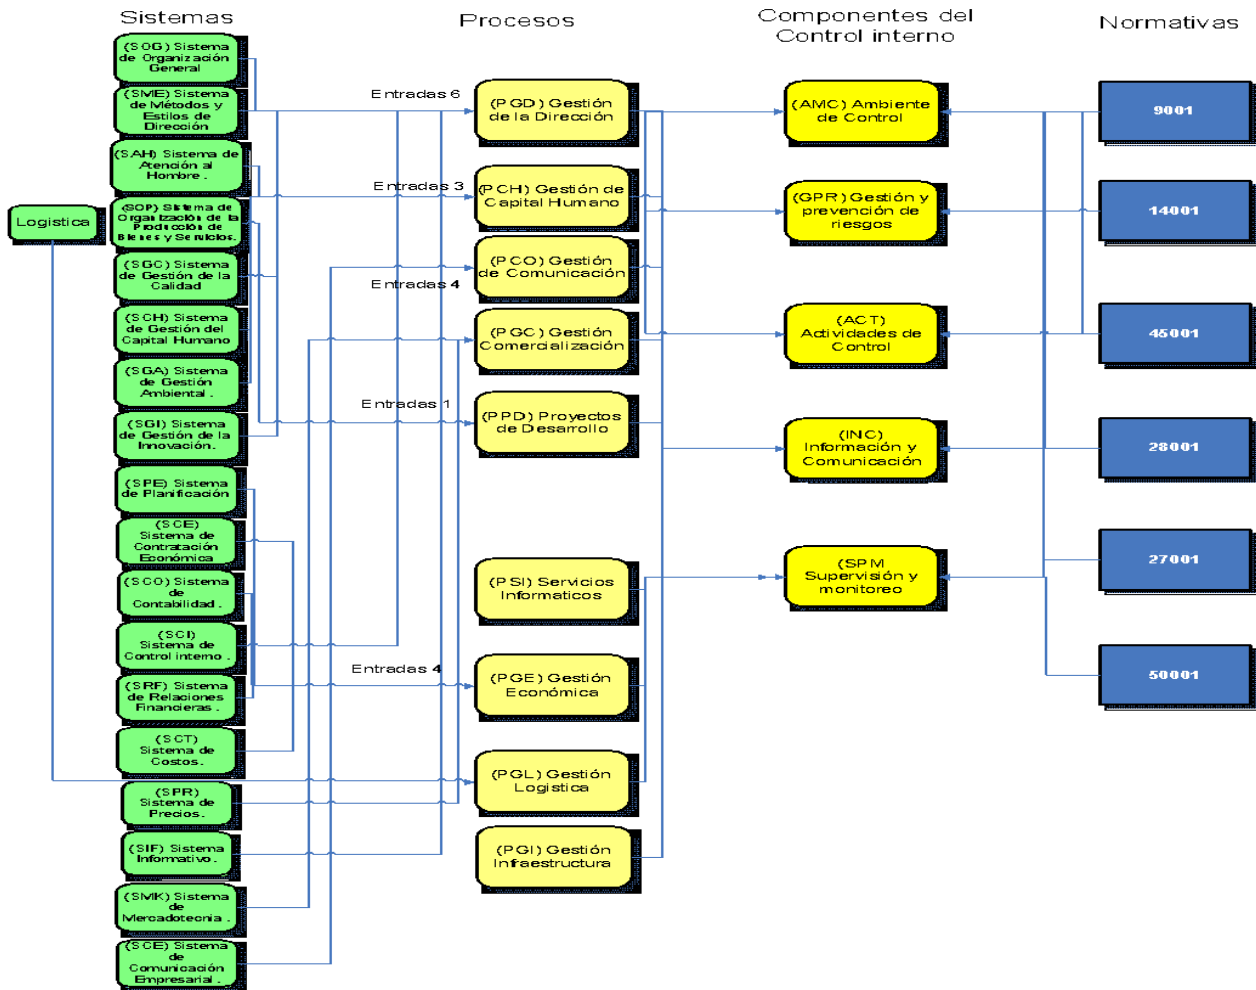 Sistemas
Procesos
Componentes del
Control interno
Normativas
(SOG) Sistema
de Organización
General
(SME) Sistema
de Métodos y
Estilos de
Dirección
(SAH) Sistema de
Atención al
Hombre .
Logistica
(SOP) Sistema de
Organización de la
Producción de
Bienes y Servicios.
(SGC) Sistema
de Gestión de la
Calidad
(SCH) Sistema
de Gestión del
Capital Humano
(SGA) Sistema
de Gestión
Ambiental .
(SGI) Sistema
de Gestión de la
Innovación.
(SPE) Sistema
de Planificación
(SCE)
Sistema de
Contratación
Económica
(SCO) Sistema
de
Contabilidad .
(SCI)
Sistema de
Control interno .
(SRF) Sistema
de Relaciones
Financieras .
(SCT)
Sistema de
Costos.
(SPR)
Sistema de
Precios.
(SIF) Sistema
Informativo.
(SMK) Sistema
de
Mercadotecnia .
(SCE) Sistema
de
Comunicación
Empresarial .
Entradas 6
Entradas 3
Entradas 4
Entradas 1
Entradas 4
(PGD) Gestión
de la Dirección
(PCH) Gestión de
Capital Humano
(PCO) Gestión
de Comunicación
(PGC) Gestión
Comercialización
(PPD) Proyectos
de Desarrollo
(PSI) Servicios
Informaticos
(PGE) Gestión
Económica
(PGL) Gestión
Logistica
(PGI) Gestión
Infraestructura
(AMC) Ambiente
de Control
(GPR) Gestión y
prevención de
riesgos
(ACT)
Actividades de
Control
(INC)
Información y
Comunicación
(SPM
Supervisión y
monitoreo
9001
14001
45001
28001
27001
50001